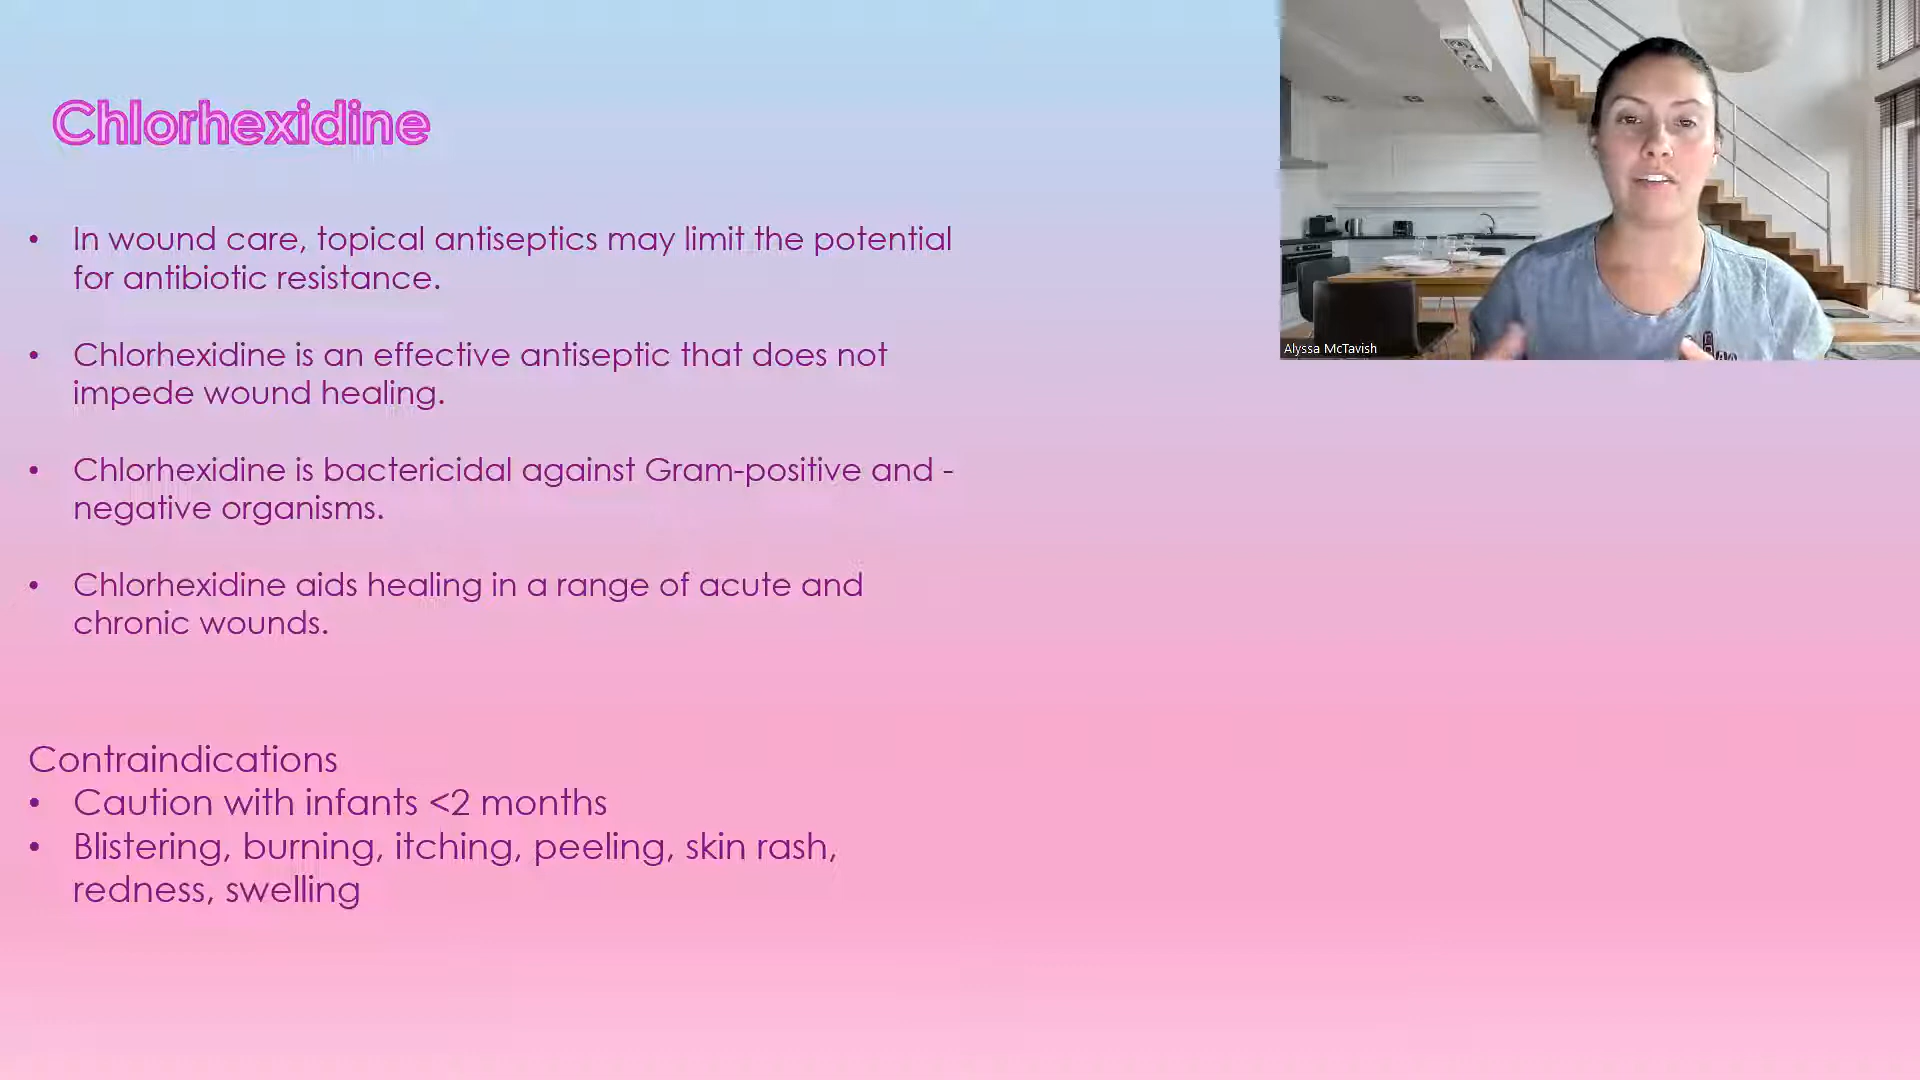 Chlorhexidine
• In wound care, topical antiseptics may limit the potential
for antibiotic resistance.
• Chlorhexidine is an effective antiseptic that does not
impede wound healing.
• Chlorhexidine is bactericidal against Gram-positive and -
negative organisms.
• Chlorhexidine aids healing in a range of acute and
chronic wounds.
Contraindications
• Caution with infants <2 months
• Blistering, burning, itching, peeling, skin rash,
redness, swelling
Alyssa McTavish